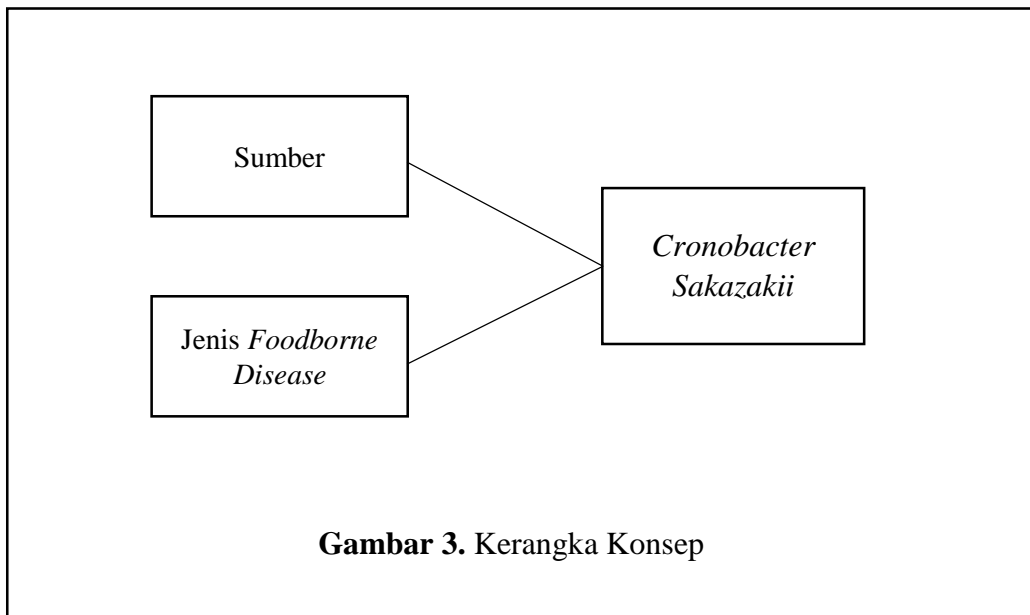 Sumber
Jenis Foodborne
Disease
Cronobacter
Sakazakii
Gambar 3. Kerangka Konsep